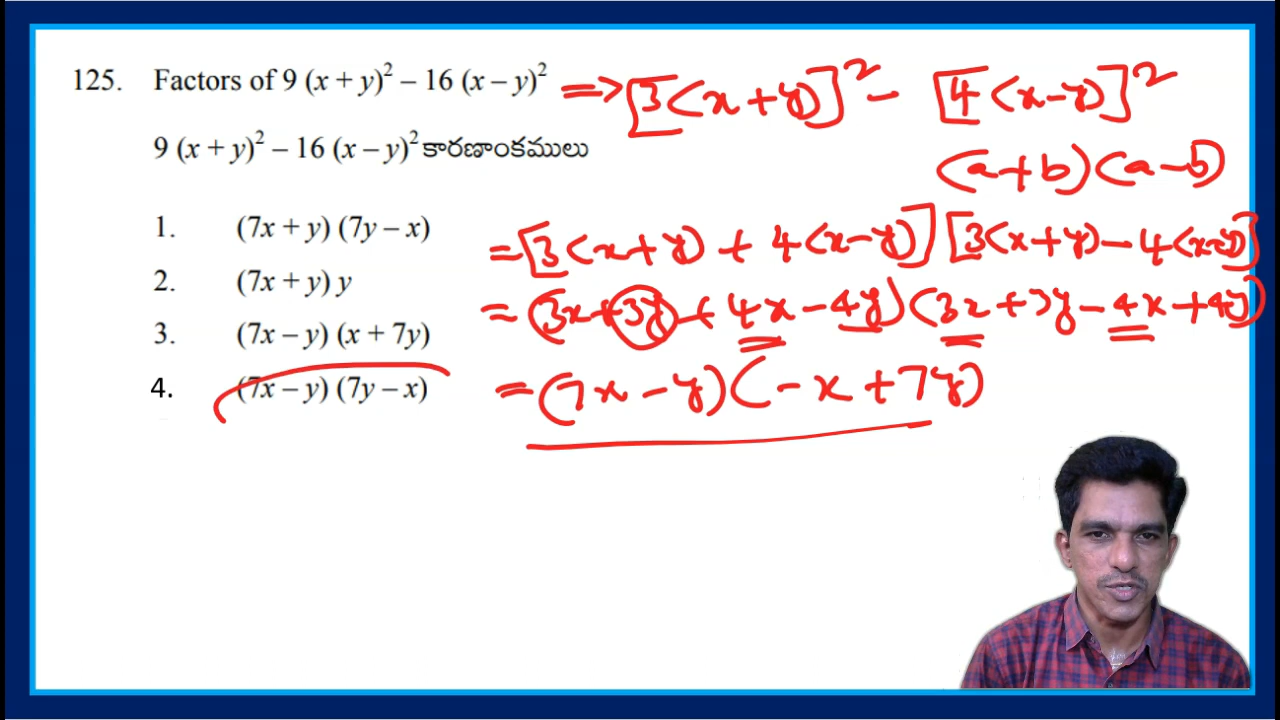 125. Factors of 9 (x + y)² – 16 (x – y)² ⇒ [3(x+y)]² – [4(x–y)]²
9 (x + y)² – 16 (x – y)² కారణాంకములు
(a+b)(a–b)
1. (7x + y) (7y – x)
= [3(x+y) + 4(x–y)] [3(x+y) – 4(x–y)]
2. (7x + y) y
= (3x+3y+4x–4y)(3x+3y–4x+4y)
3. (7x – y) (x + 7y)
4. (7x – y) (7y – x)
= (7x–y)(–x+7y)